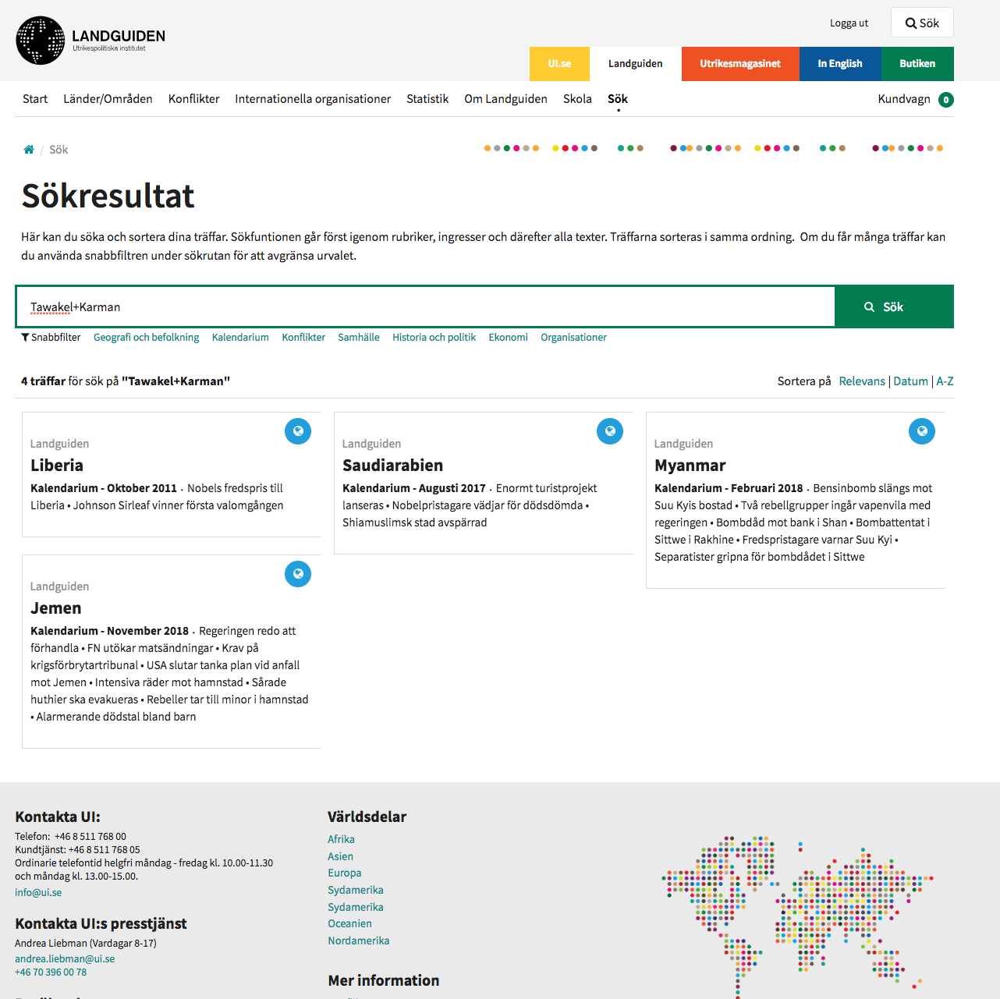 LANDGUIDEN
Utrikespolitiska institutet
Logga ut
Sök
UI.se
Landguiden
Utrikesmagasinet
In English
Butiken
Start
Länder/Områden
Konflikter
Internationella organisationer
Statistik
Om Landguiden
Skola
Sök
Kundvagn 0
/ Sök
Sökresultat
Här kan du söka och sortera dina träffar. Sökfuntionen går först igenom rubriker, ingresser och därefter alla texter. Träffarna sorteras i samma ordning. Om du får många träffar kan
du använda snabbfiltren under sökrutan för att avgränsa urvalet.
Tawakel+Karman
Sök
Snabbfilter
Geografi och befolkning
Kalendarium
Konflikter
Samhälle
Historia och politik
Ekonomi
Organisationer
4 träffar för sök på "Tawakel+Karman"
Sortera på Relevans | Datum | A-Z
Landguiden
Liberia
Kalendarium - Oktober 2011 · Nobels fredspris till
Liberia • Johnson Sirleaf vinner första valomgången
Landguiden
Saudiarabien
Kalendarium - Augusti 2017 · Enormt turistprojekt
lanseras • Nobelpristagare vädjar för dödsdömda •
Shiamuslimsk stad avspärrad
Landguiden
Myanmar
Kalendarium - Februari 2018 · Bensinbomb slängs mot
Suu Kyis bostad • Två rebellgrupper ingår vapenvila med
regeringen • Bombdåd mot bank i Shan • Bombattentat i
Sittwe i Rakhine • Fredspristagare varnar Suu Kyi •
Separatister gripna för bombdådet i Sittwe
Landguiden
Jemen
Kalendarium - November 2018 · Regeringen redo att
förhandla • FN utökar matsändningar • Krav på
krigsförbrytartribunal • USA slutar tanka plan vid anfall
mot Jemen • Intensiva räder mot hamnstad • Sårade
huthier ska evakueras • Rebeller tar till minor i hamnstad
• Alarmerande dödstal bland barn
Kontakta UI:
Telefon: +46 8 511 768 00
Kundtjänst: +46 8 511 768 05
Ordinarie telefontid helgfri måndag - fredag kl. 10.00-11.30
och måndag kl. 13.00-15.00.
info@ui.se
Kontakta UI:s presstjänst
Andrea Liebman (Vardagar 8-17)
andrea.liebman@ui.se
+46 70 396 00 78
Världsdelar
Afrika
Asien
Europa
Sydamerika
Sydamerika
Oceanien
Nordamerika
Mer information